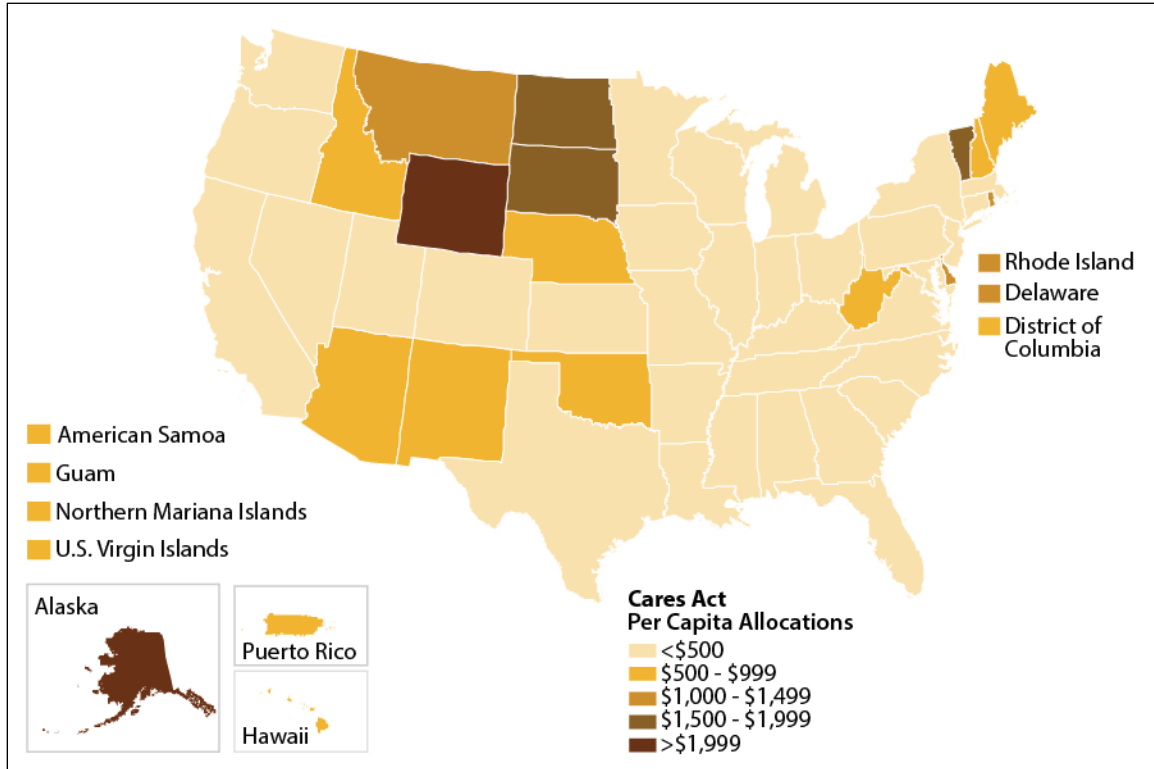 Rhode Island
Delaware
District of
Columbia
American Samoa
Guam
Northern Mariana Islands
U.S. Virgin Islands
Alaska
Puerto Rico
Hawaii
Cares Act
Per Capita Allocations
<$500
$500 - $999
$1,000 - $1,499
$1,500 - $1,999
>$1,999